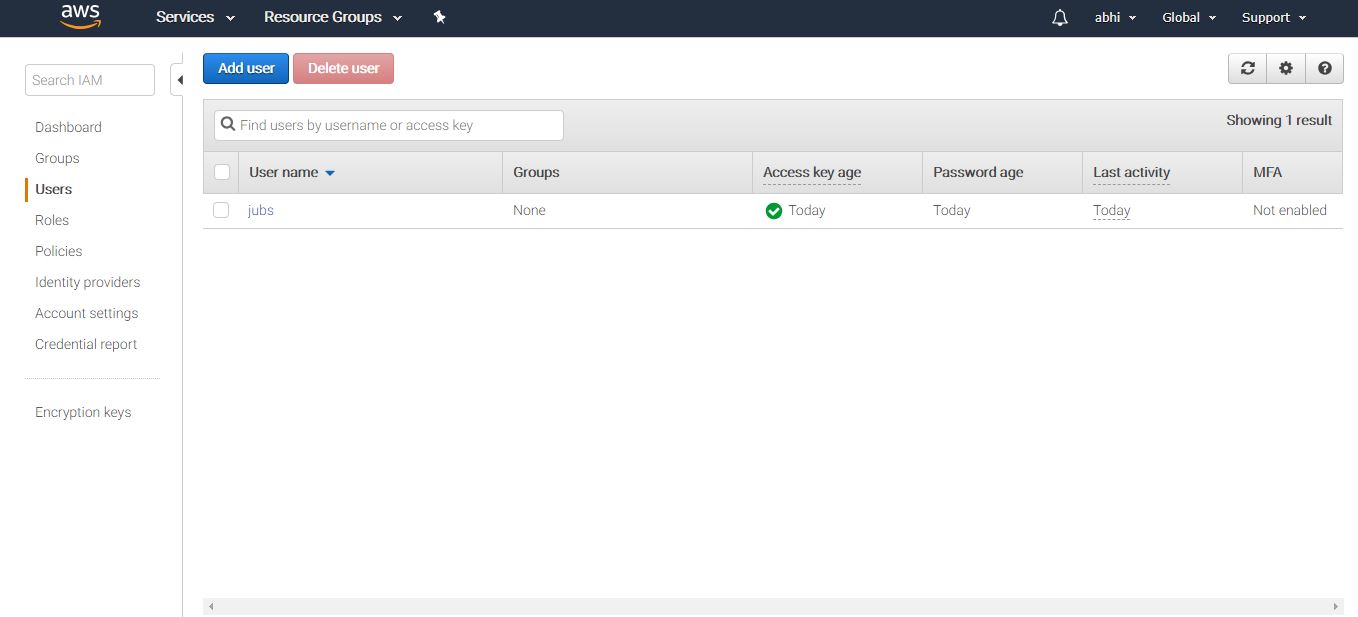 aws Services Resource Groups abhi Global Support
Search IAM
Add user Delete user
Dashboard
Groups
Users
Roles
Policies
Identity providers
Account settings
Credential report
Encryption keys
Find users by username or access key Showing 1 result
User name Groups Access key age Password age Last activity MFA
jubs None Today Today Today Not enabled